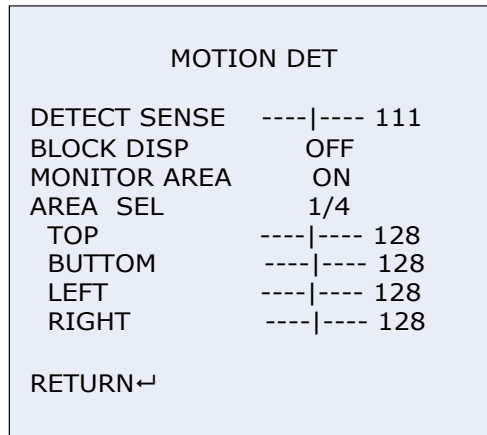 MOTION DET
DETECT SENSE ----|---- 111
BLOCK DISP OFF
MONITOR AREA ON
AREA SEL 1/4
TOP ----|---- 128
BUTTOM ----|---- 128
LEFT ----|---- 128
RIGHT ----|---- 128
RETURN↵